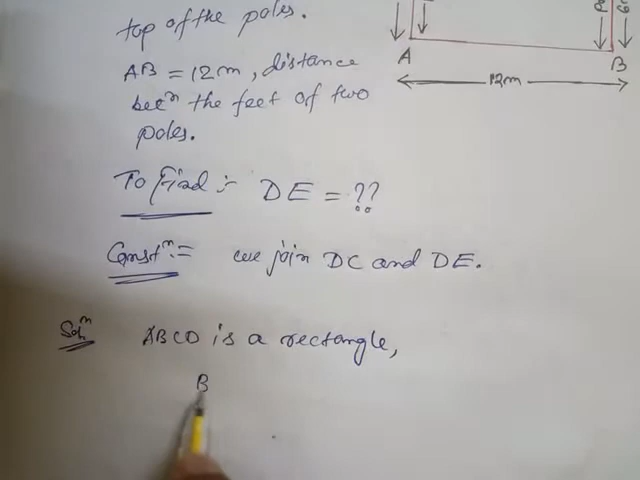 top of the poles.
AB = 12m, distance
betⁿ the feet of two
poles.
To Find :- DE = ??
Constⁿ:= we join DC and DE.
Solⁿ ABCD is a rectangle,
B
A B
12m